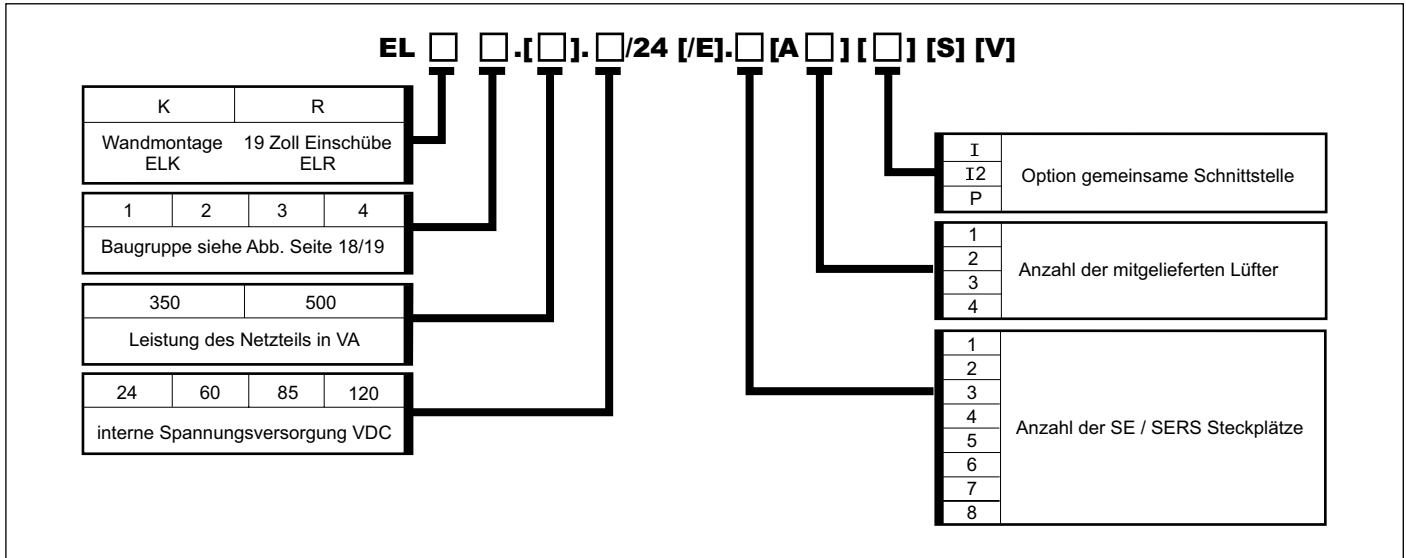 EL □ □.[□].□/24 [/E].□[A□][□] [S] [V]
K R
Wandmontage 19 Zoll Einschübe
ELK ELR
1 2 3 4
Baugruppe siehe Abb. Seite 18/19
350 500
Leistung des Netzteils in VA
24 60 85 120
interne Spannungsversorgung VDC
I
I2
P
Option gemeinsame Schnittstelle
1
2
3
4
Anzahl der mitgelieferten Lüfter
1
2
3
4
5
6
7
8
Anzahl der SE / SERS Steckplätze